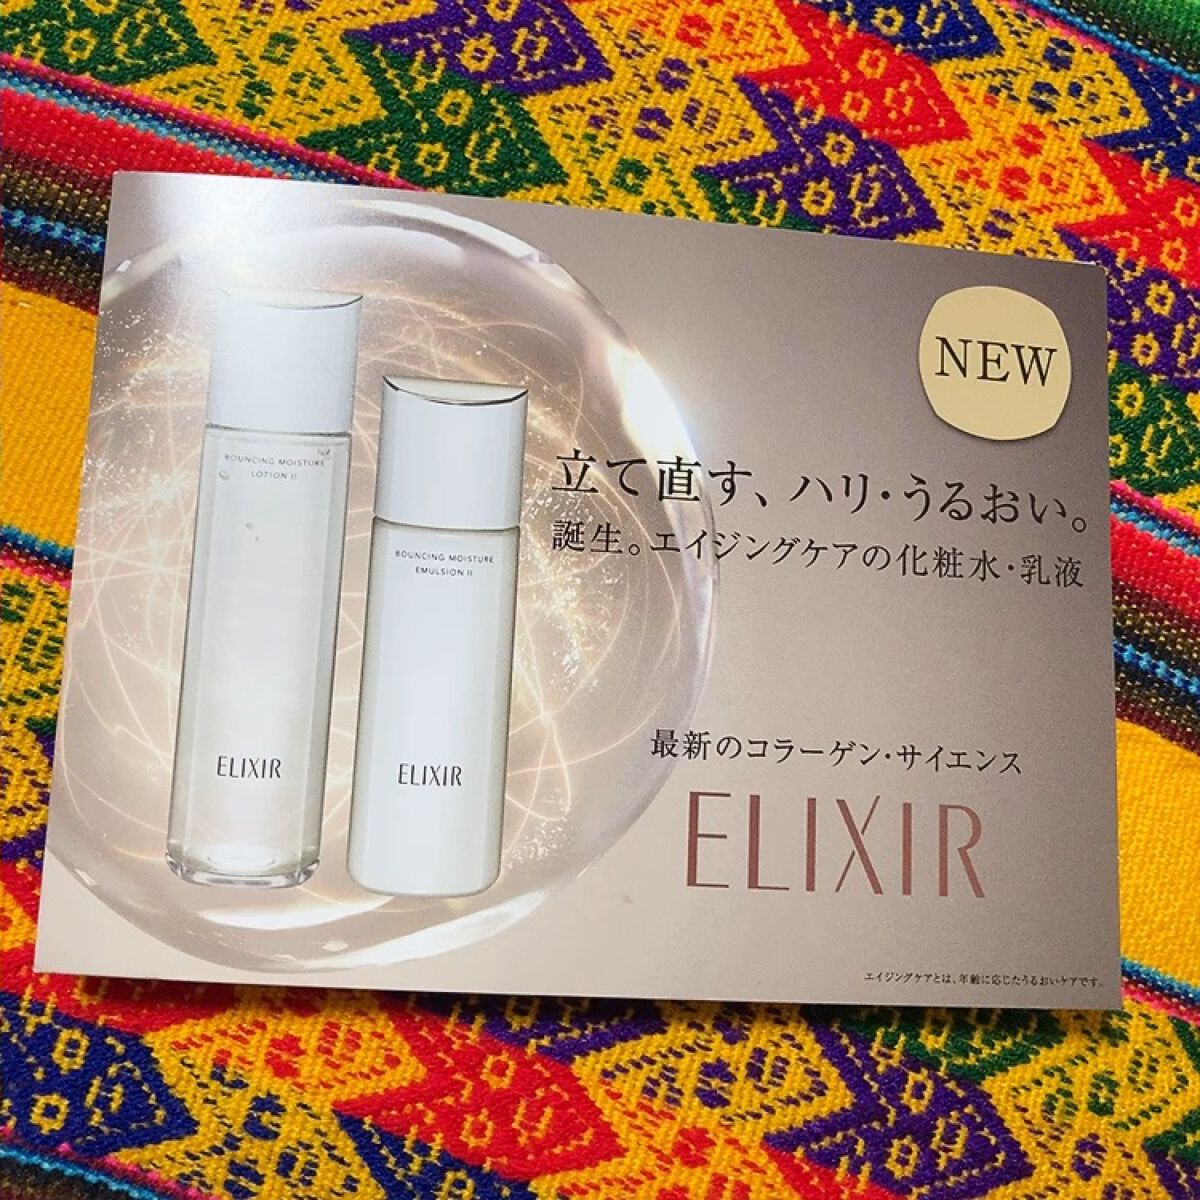 NEW
立て直す、ハリ・うるおい。
誕生。エイジングケアの化粧水・乳液
BOUNCING MOISTURE
LOTION II
ELIXIR
BOUNCING MOISTURE
EMULSION II
ELIXIR
最新のコラーゲン・サイエンス
ELIXIR
エイジングケアとは、年齢に応じたうるおいケアです。